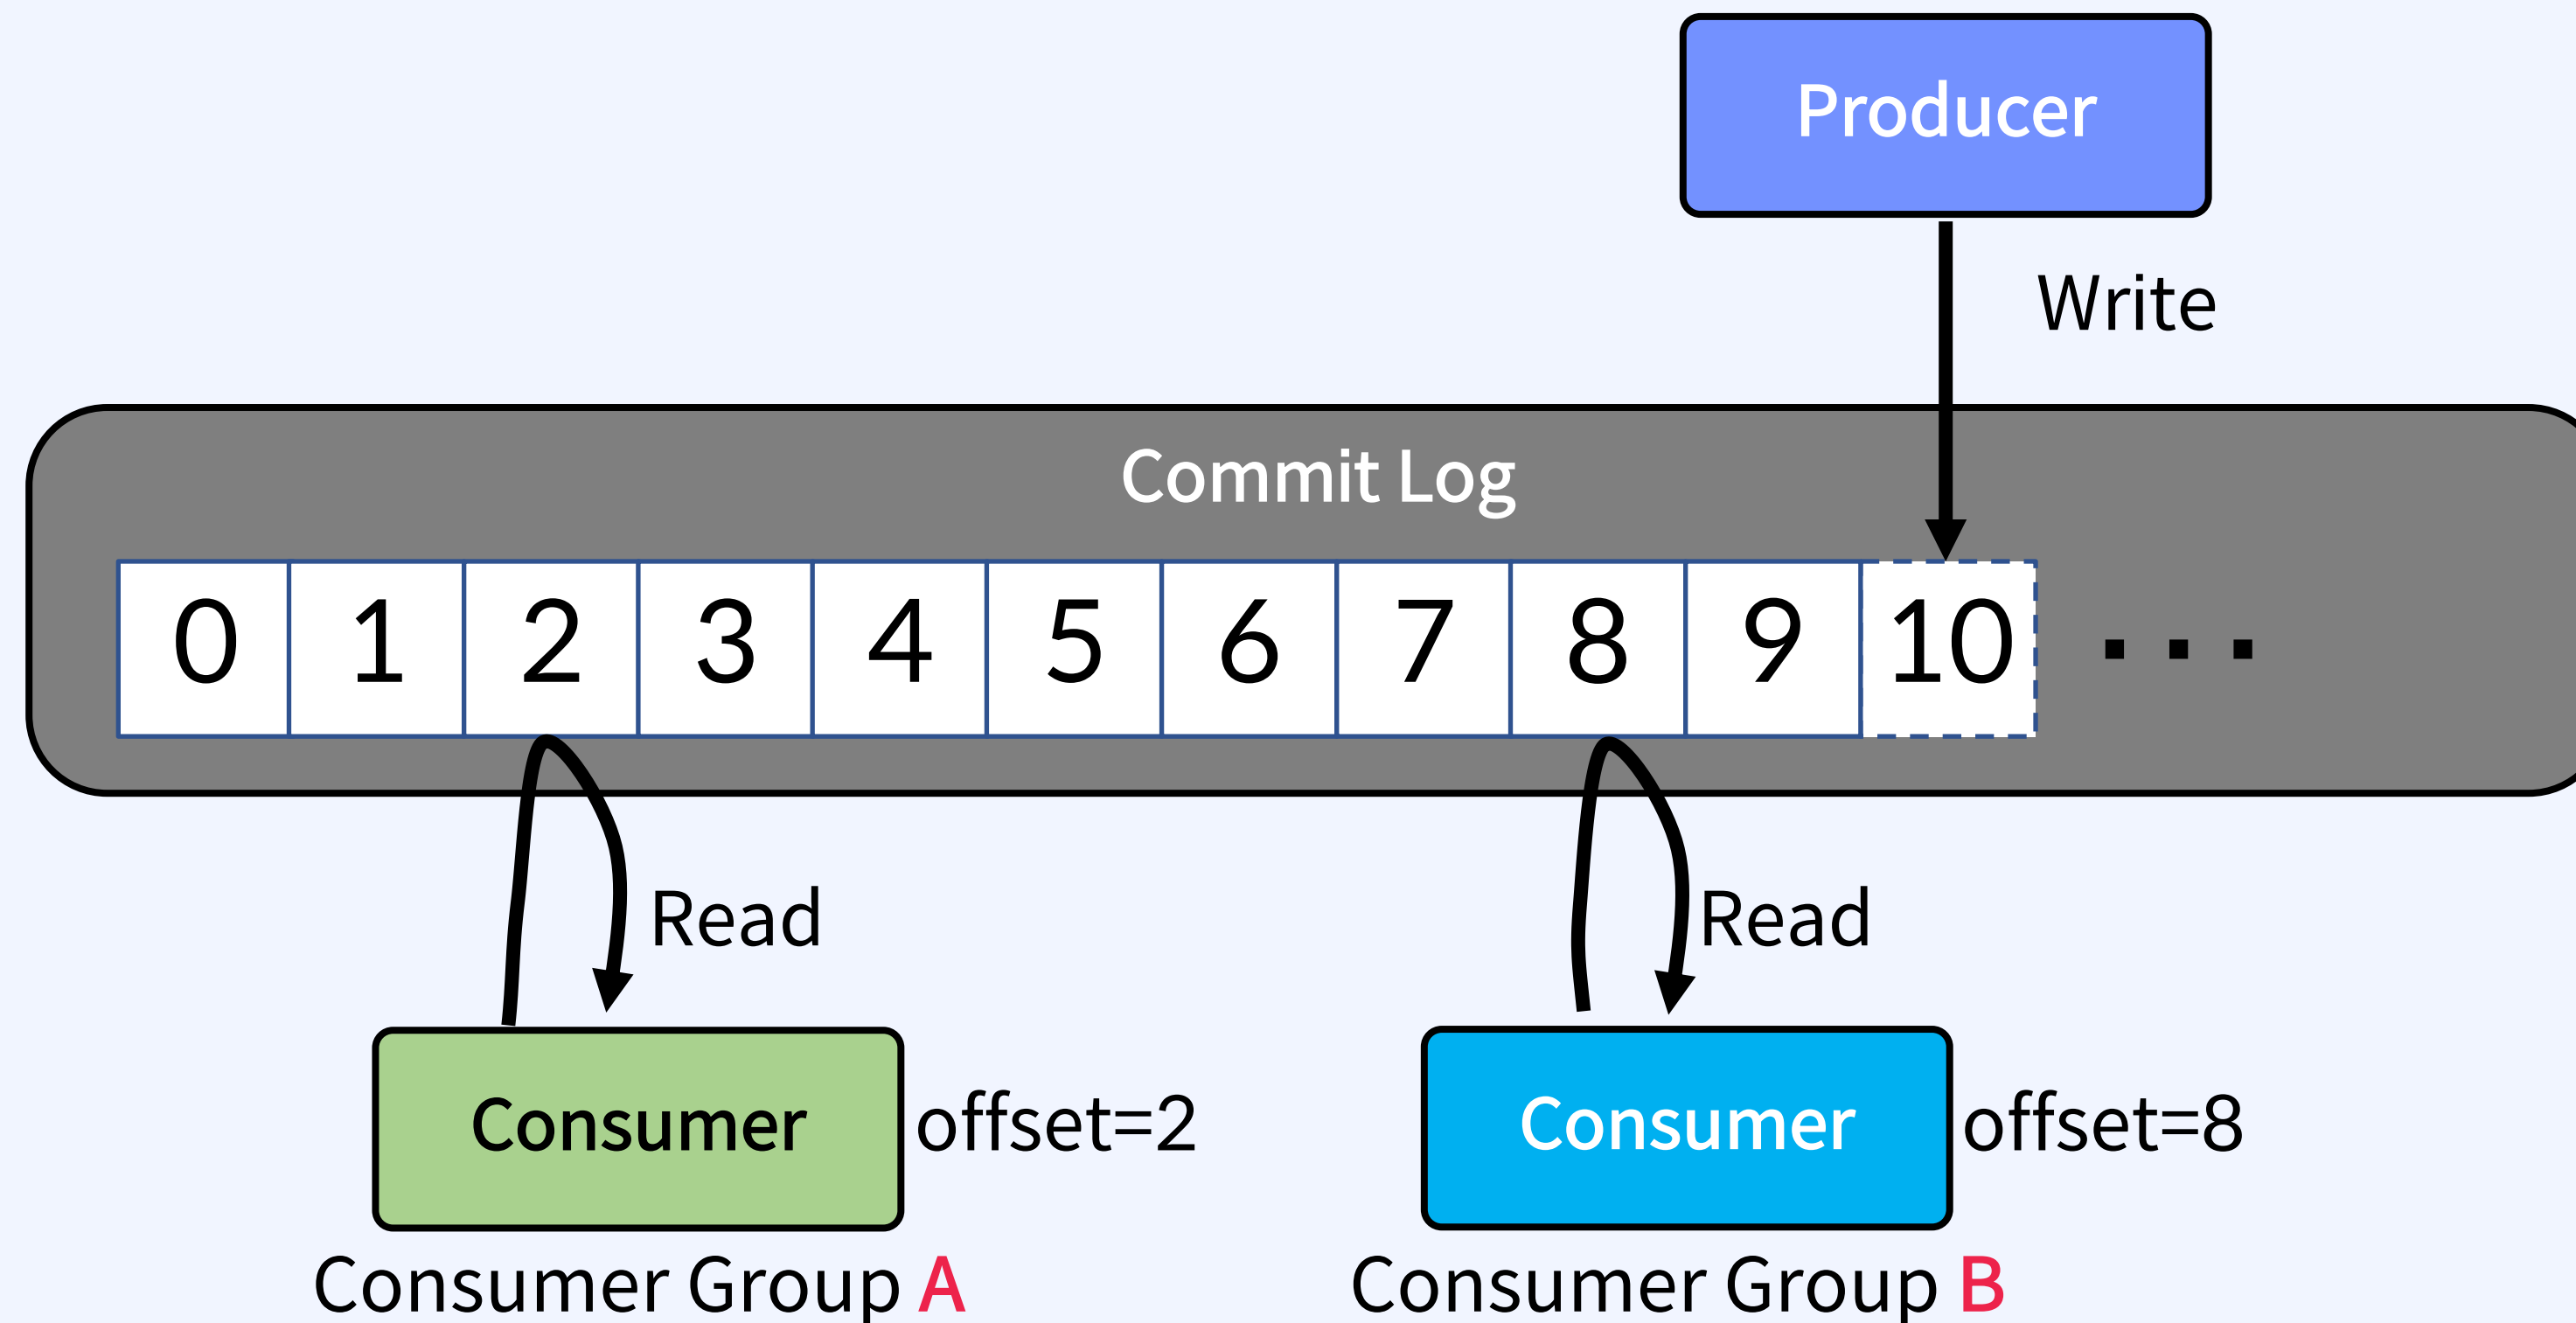 Producer
Write
Commit Log
0 1 2 3 4 5 6 7 8 9 10 ...
Read
Read
Consumer offset=2
Consumer offset=8
Consumer Group A
Consumer Group B